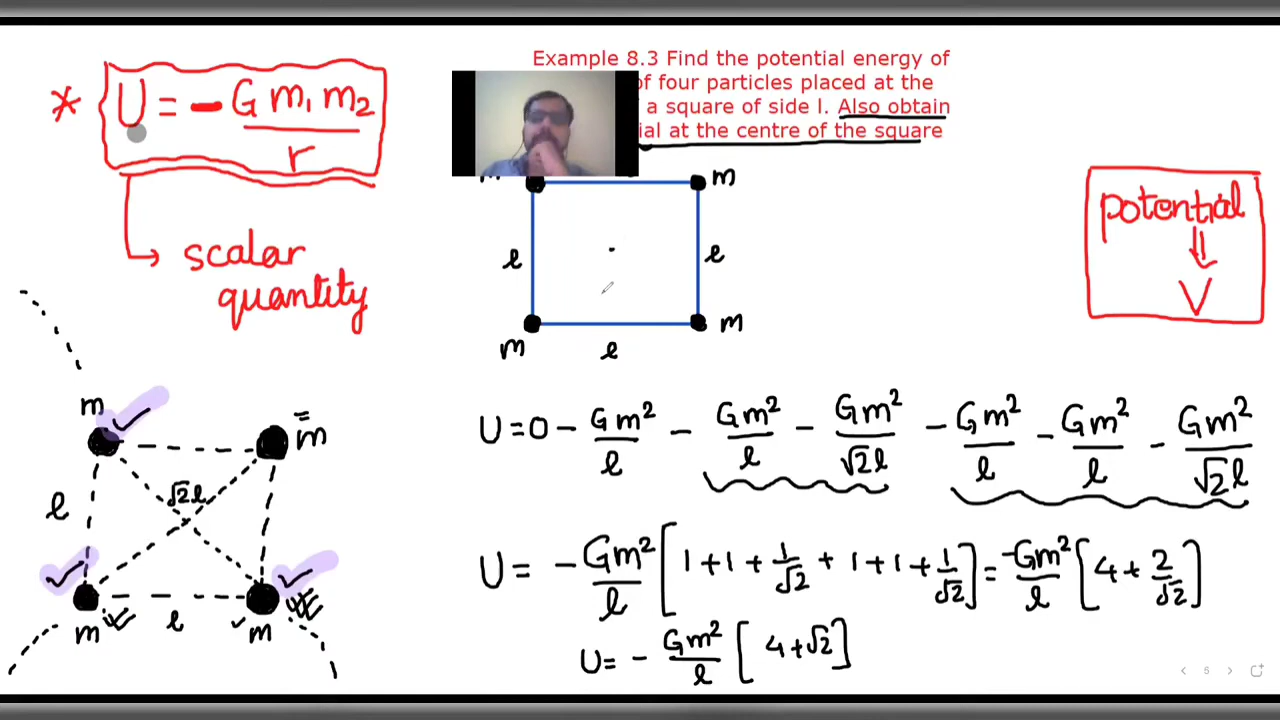 Example 8.3 Find the potential energy of
of four particles placed at the
a square of side l. Also obtain
at the centre of the square
* U = - G m₁ m₂ / r
scalar
quantity
potential
⇓
V
m
m
l
l
m
l
m
m
m
√2l
l
m
l
m
U = 0 - Gm²/l - Gm²/l - Gm²/√2l - Gm²/l - Gm²/l - Gm²/√2l
U = - Gm²/l [ 1 + 1 + 1/√2 + 1 + 1 + 1/√2 ] = -Gm²/l [ 4 + 2/√2 ]
U = - Gm²/l [ 4 + √2 ]
5